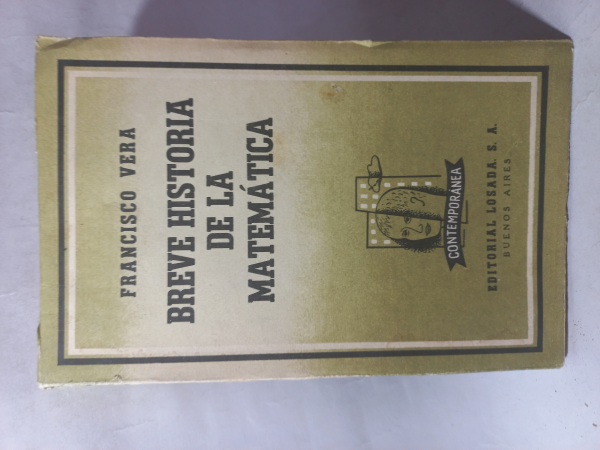 FRANCISCO VERA
BREVE HISTORIA
DE LA
MATEMÁTICA
CONTEMPORÁNEA
EDITORIAL LOSADA. S. A.
BUENOS AIRES